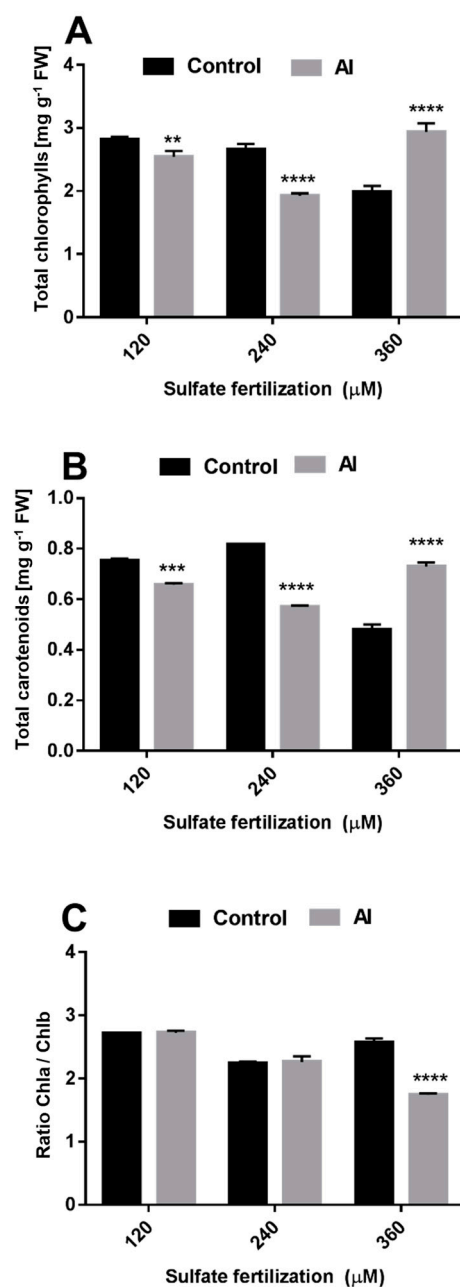 A
Control Al
Total chlorophylls [mg g-1 FW]
4
3
2
1
0
**
****
****
120 240 360
Sulfate fertilization (µM)
B
Control Al
Total carotenoids [mg g-1 FW]
1.0
0.8
0.6
0.4
0.2
0.0
***
****
****
120 240 360
Sulfate fertilization (µM)
C
Control Al
Ratio Chla / Chlb
4
3
2
1
0
****
120 240 360
Sulfate fertilization (µM)